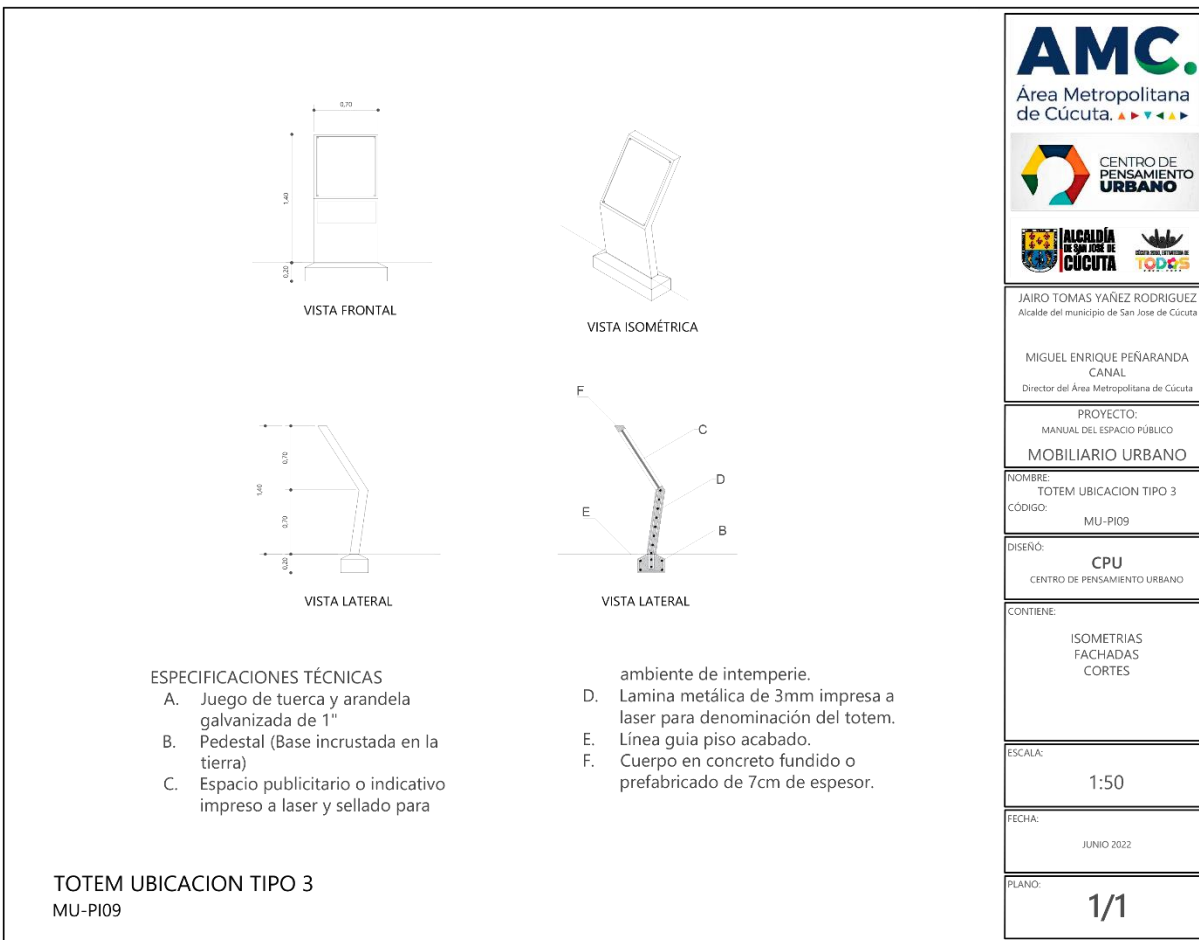 0,70
1,40
0,20
VISTA FRONTAL
VISTA ISOMÉTRICA
0,70
1,40
0,70
0,20
VISTA LATERAL
F
C
D
E
B
VISTA LATERAL
ESPECIFICACIONES TÉCNICAS
A. Juego de tuerca y arandela
galvanizada de 1"
B. Pedestal (Base incrustada en la
tierra)
C. Espacio publicitario o indicativo
impreso a laser y sellado para
ambiente de intemperie.
D. Lamina metálica de 3mm impresa a
laser para denominación del totem.
E. Línea guia piso acabado.
F. Cuerpo en concreto fundido o
prefabricado de 7cm de espesor.
TOTEM UBICACION TIPO 3
MU-PI09
AMC.
Área Metropolitana
de Cúcuta.
CENTRO DE
PENSAMIENTO
URBANO
ALCALDÍA
DE SAN JOSÉ DE
CÚCUTA
TODOS
JAIRO TOMAS YAÑEZ RODRIGUEZ
Alcalde del municipio de San Jose de Cúcuta
MIGUEL ENRIQUE PEÑARANDA
CANAL
Director del Área Metropolitana de Cúcuta
PROYECTO:
MANUAL DEL ESPACIO PÚBLICO
MOBILIARIO URBANO
NOMBRE:
TOTEM UBICACION TIPO 3
CÓDIGO:
MU-PI09
DISEÑÓ:
CPU
CENTRO DE PENSAMIENTO URBANO
CONTIENE:
ISOMETRIAS
FACHADAS
CORTES
ESCALA:
1:50
FECHA:
JUNIO 2022
PLANO:
1/1